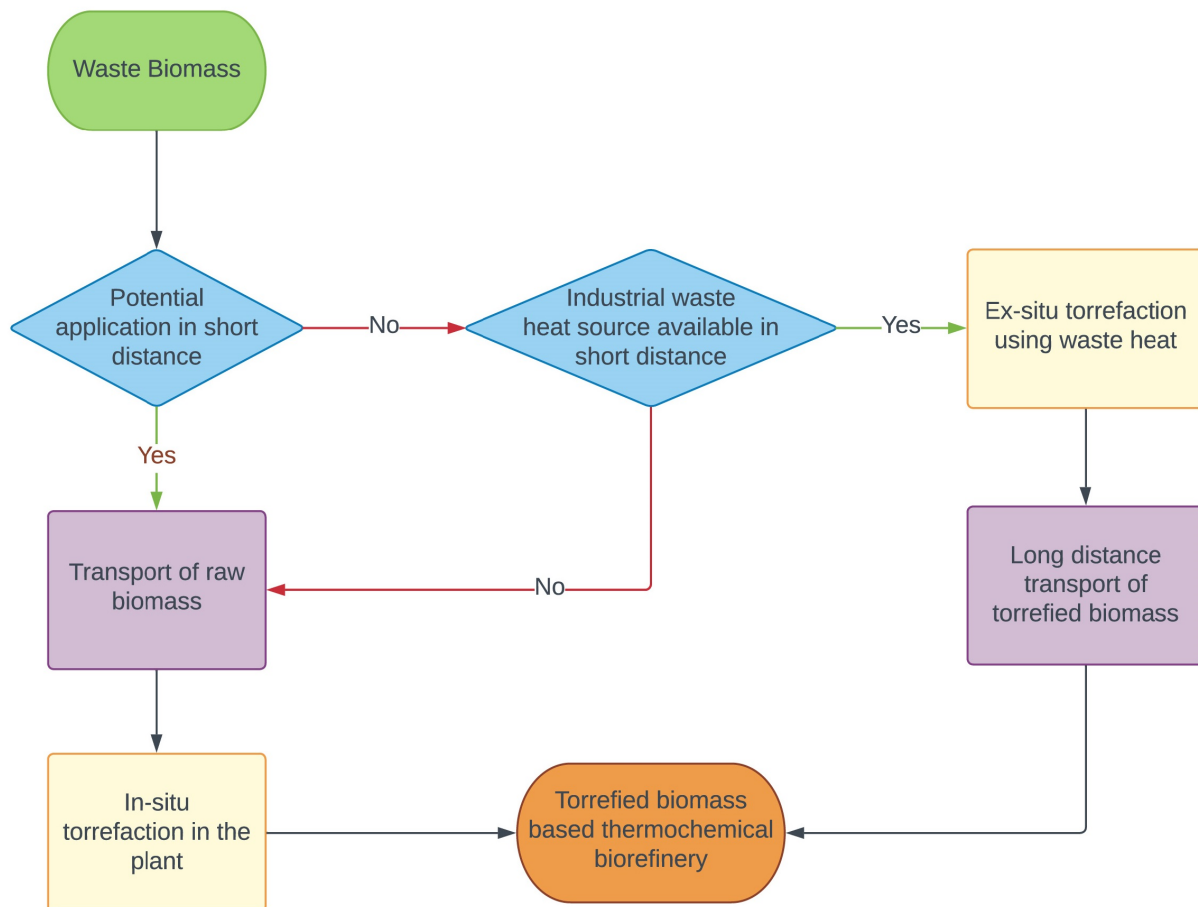 Waste Biomass
Potential
application in short
distance
No
Industrial waste
heat source available in
short distance
Yes
Ex-situ torrefaction
using waste heat
Yes
Transport of raw
biomass
No
Long distance
transport of
torrefied biomass
In-situ
torrefaction in the
plant
Torrefied biomass
based thermochemical
biorefinery